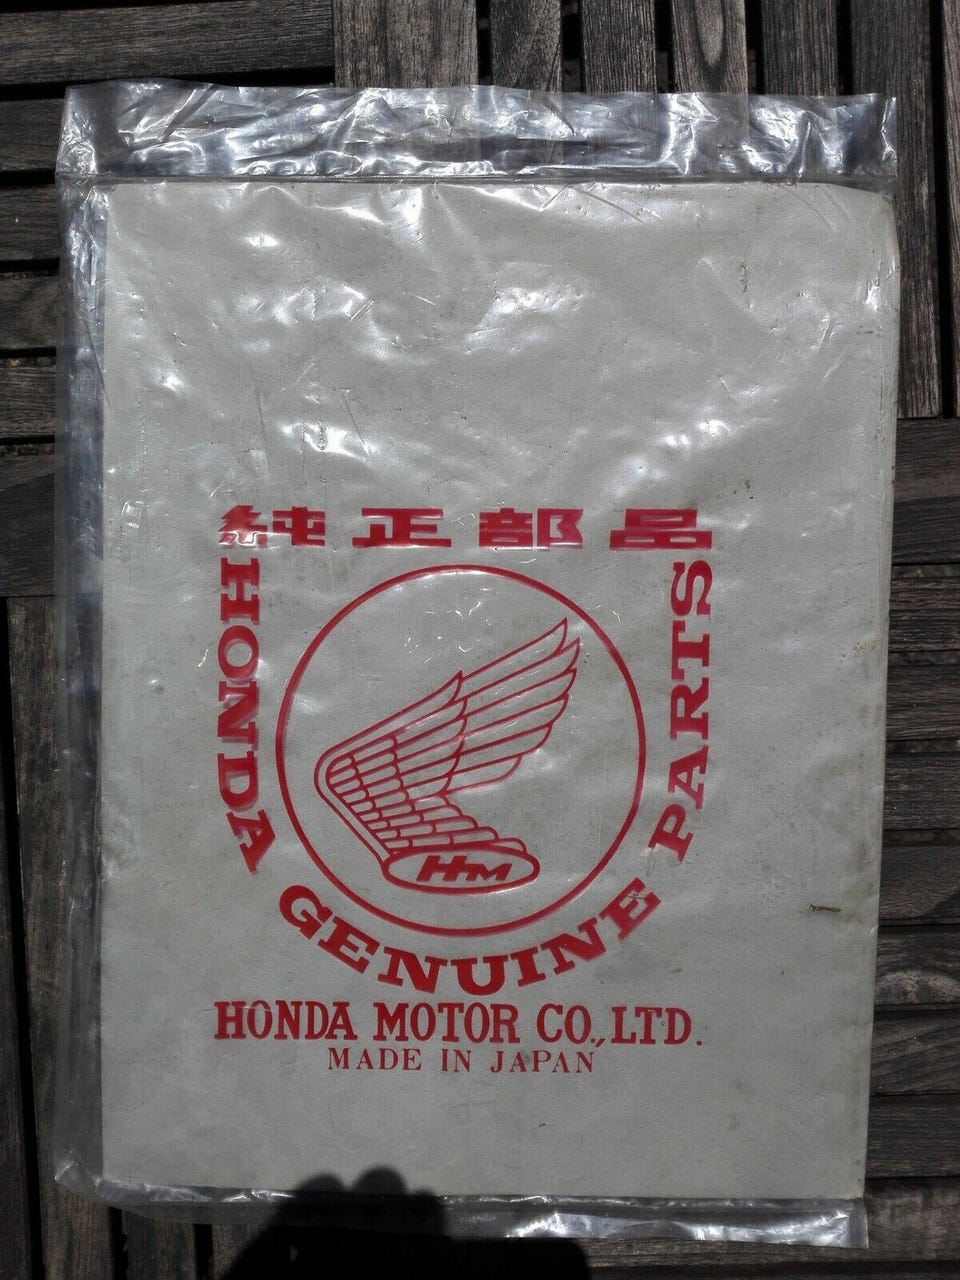 純正部品
HONDA GENUINE PARTS
HM
HONDA MOTOR CO., LTD.
MADE IN JAPAN